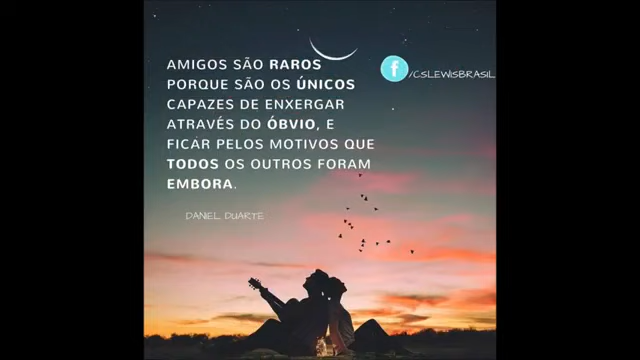 AMIGOS SÃO RAROS
PORQUE SÃO OS ÚNICOS
CAPAZES DE ENXERGAR
ATRAVÉS DO ÓBVIO, E
FICAR PELOS MOTIVOS QUE
TODOS OS OUTROS FORAM
EMBORA.
DANIEL DUARTE
f /CSLEWISBRASIL